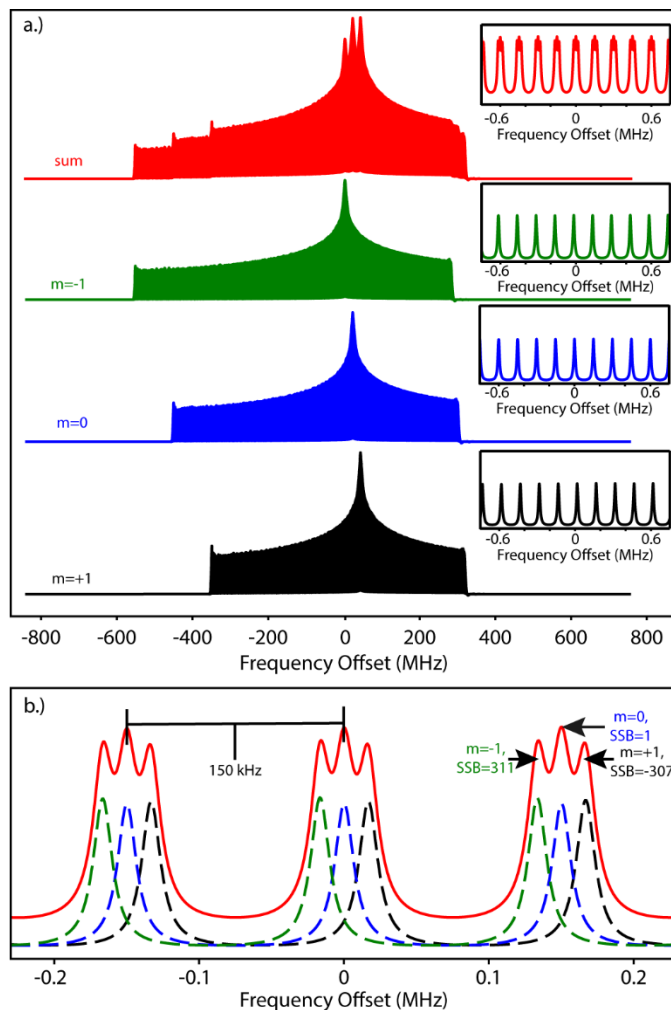 a.)
-0.6 0 0.6
Frequency Offset (MHz)
sum
-0.6 0 0.6
Frequency Offset (MHz)
m=-1
-0.6 0 0.6
Frequency Offset (MHz)
m=0
-0.6 0 0.6
Frequency Offset (MHz)
m=+1
-800 -600 -400 -200 0 200 400 600 800
Frequency Offset (MHz)
b.)
150 kHz
m=0,
SSB=1
m=-1,
SSB=311
m=+1,
SSB=-307
-0.2 -0.1 0 0.1 0.2
Frequency Offset (MHz)